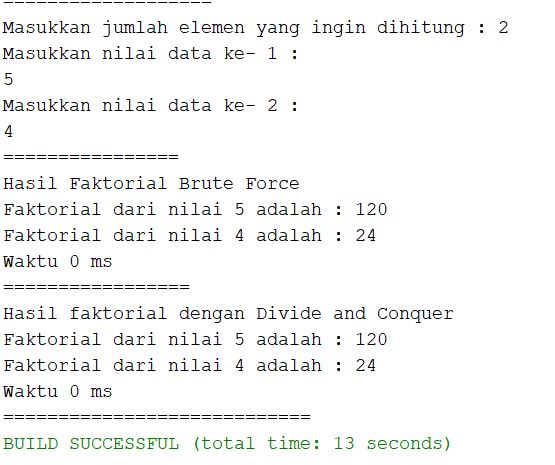 ===================
Masukkan jumlah elemen yang ingin dihitung : 2
Masukkan nilai data ke- 1 :
5
Masukkan nilai data ke- 2 :
4
================
Hasil Faktorial Brute Force
Faktorial dari nilai 5 adalah : 120
Faktorial dari nilai 4 adalah : 24
Waktu 0 ms
=================
Hasil faktorial dengan Divide and Conquer
Faktorial dari nilai 5 adalah : 120
Faktorial dari nilai 4 adalah : 24
Waktu 0 ms
============================
BUILD SUCCESSFUL (total time: 13 seconds)